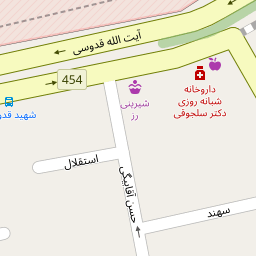 آیت الله قدوسی
454
شیرینی
رز
داروخانه
شبانه روزی
دکتر سلجوقی
شهید قدو
استقلال
حسن آقابیگی
سهند